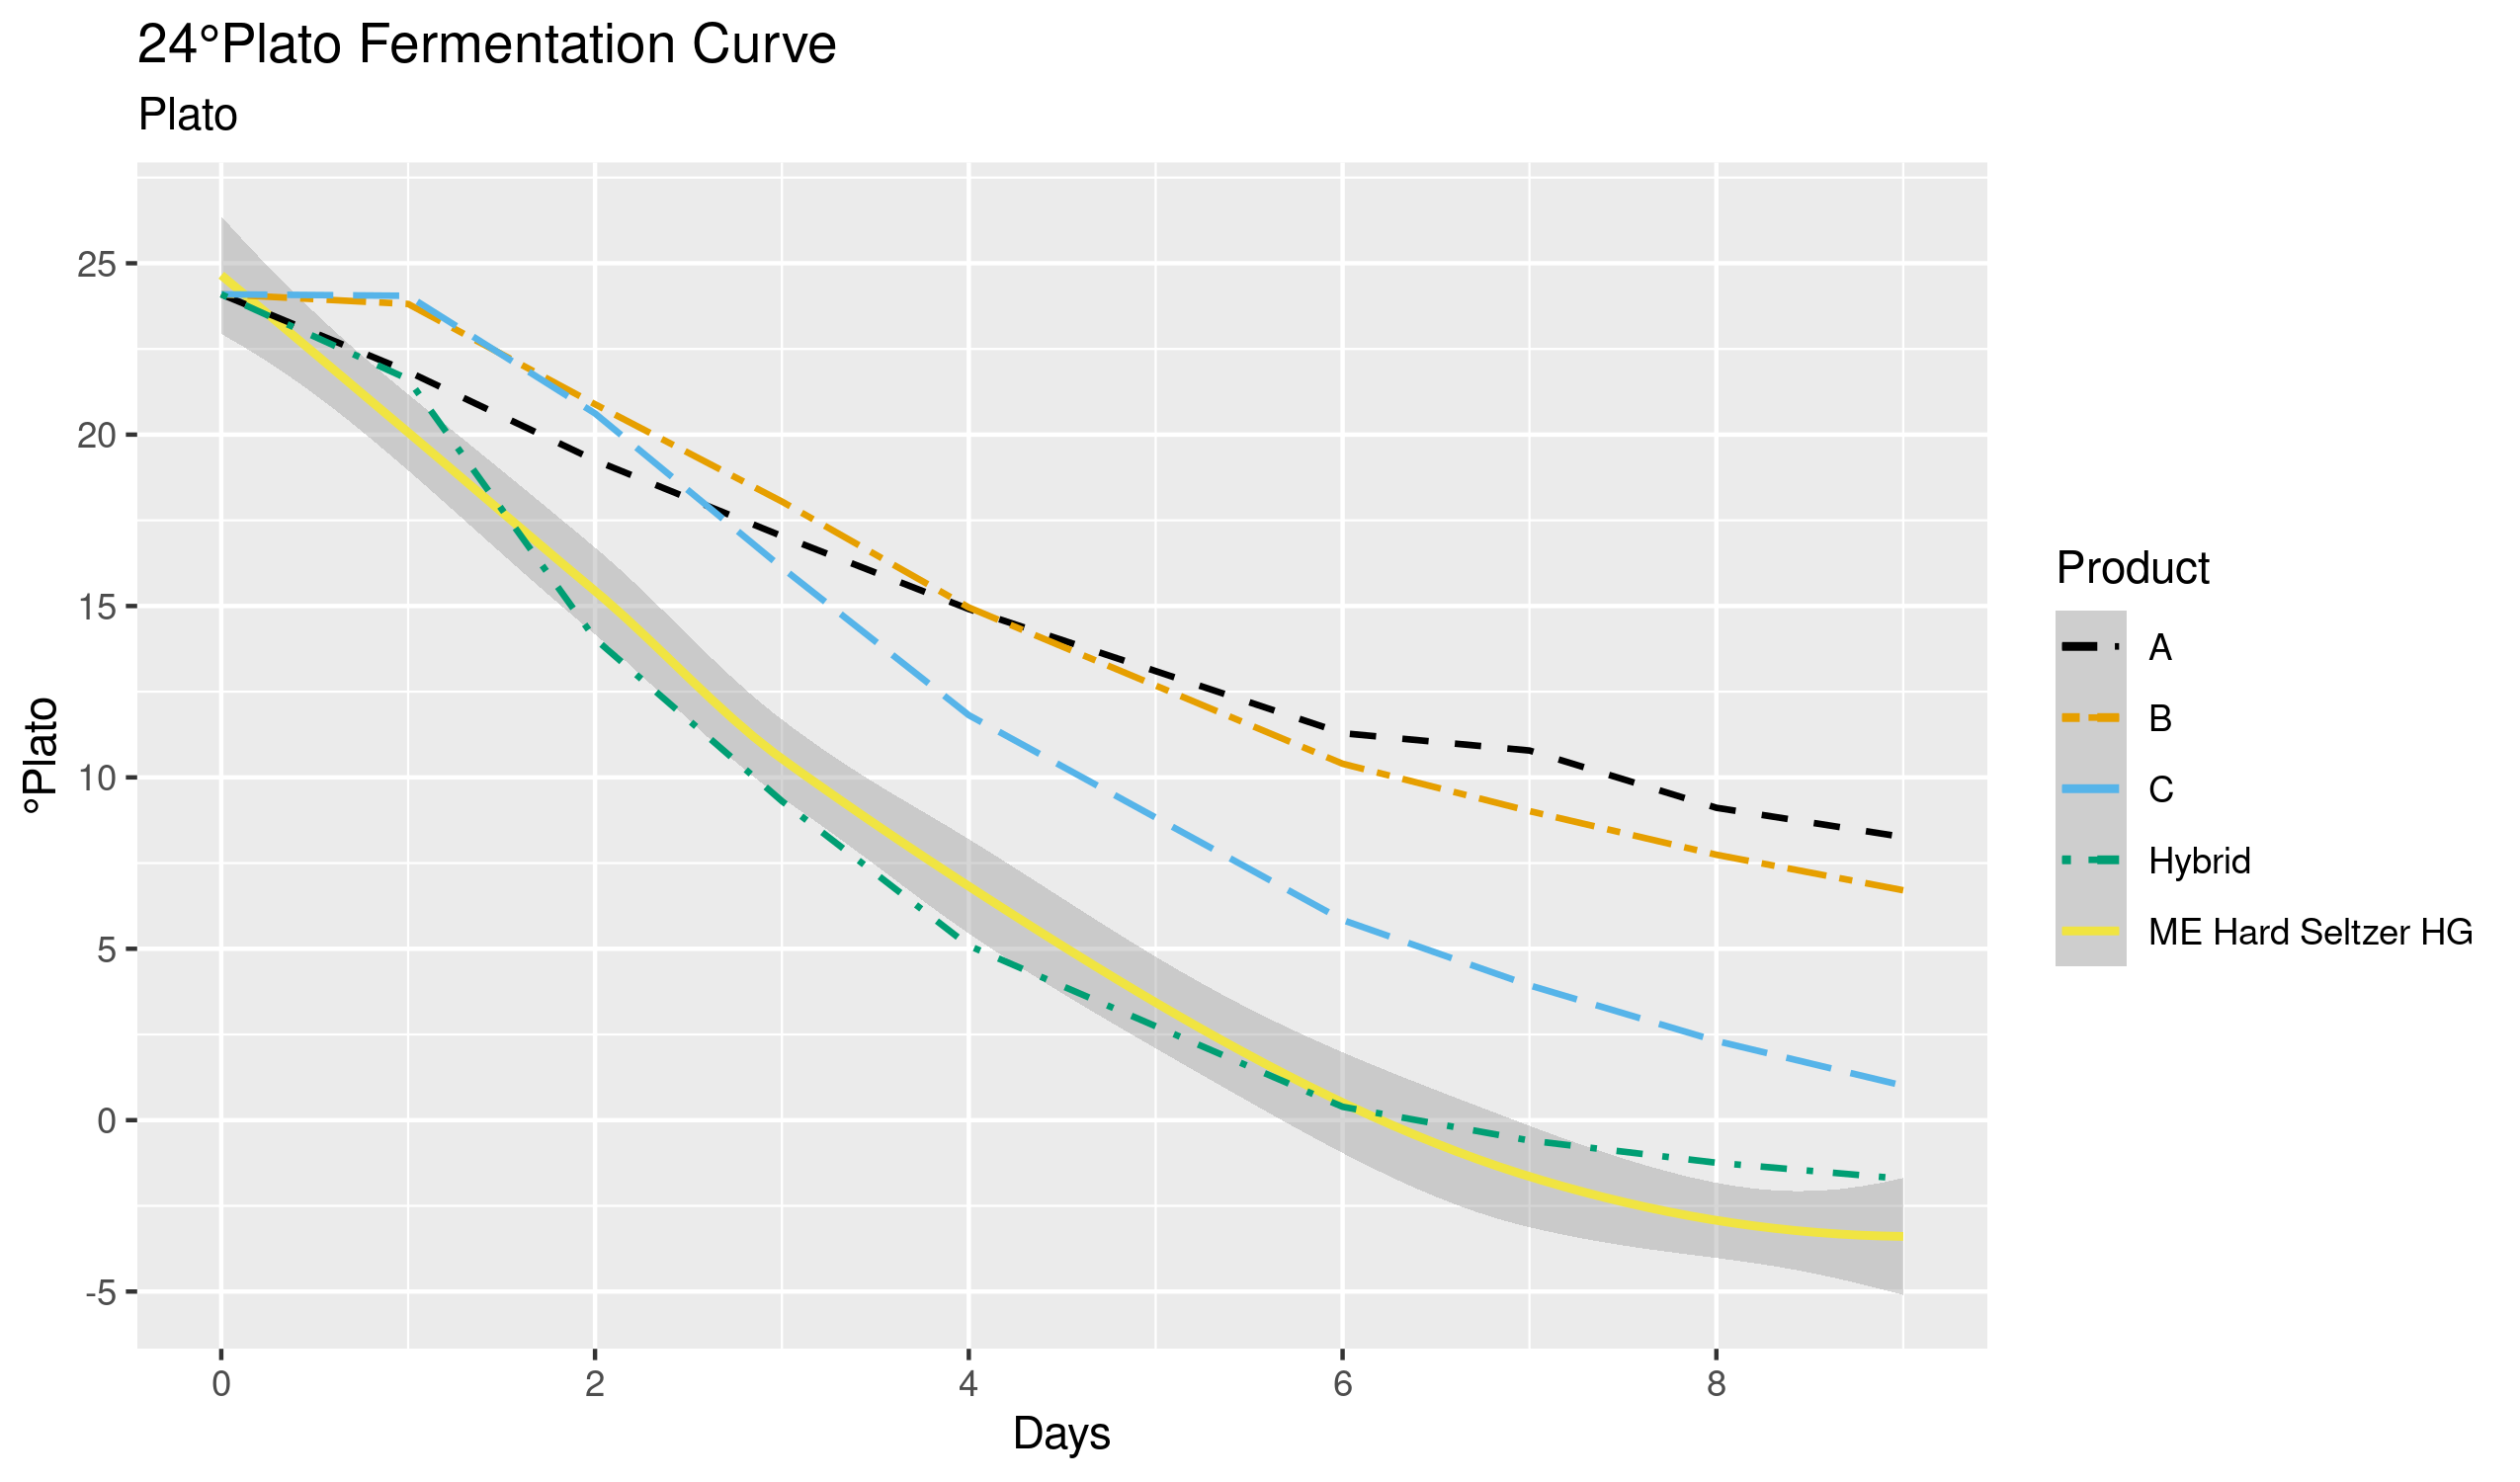 24°Plato Fermentation Curve
Plato
25
20
15
10
5
0
-5
°Plato
0 2 4 6 8
Days
Product
A
B
C
Hybrid
ME Hard Seltzer HG